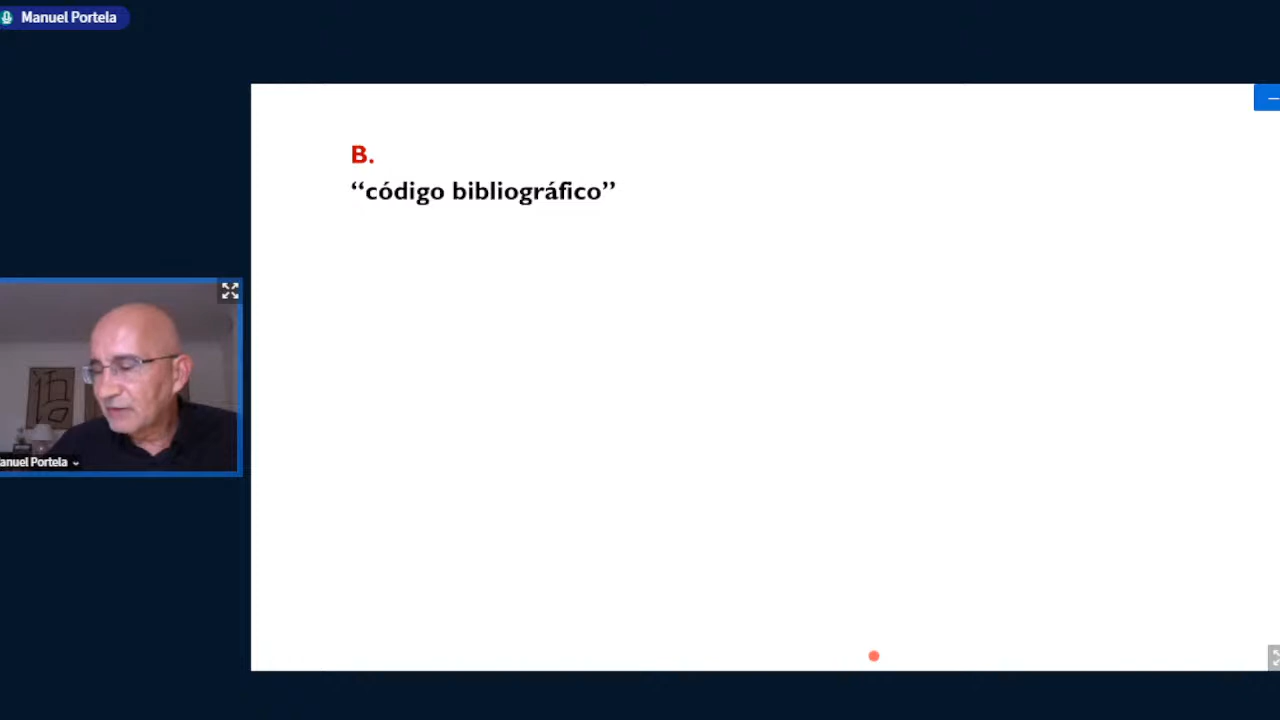 Manuel Portela
B.
“código bibliográfico”
anuel Portela